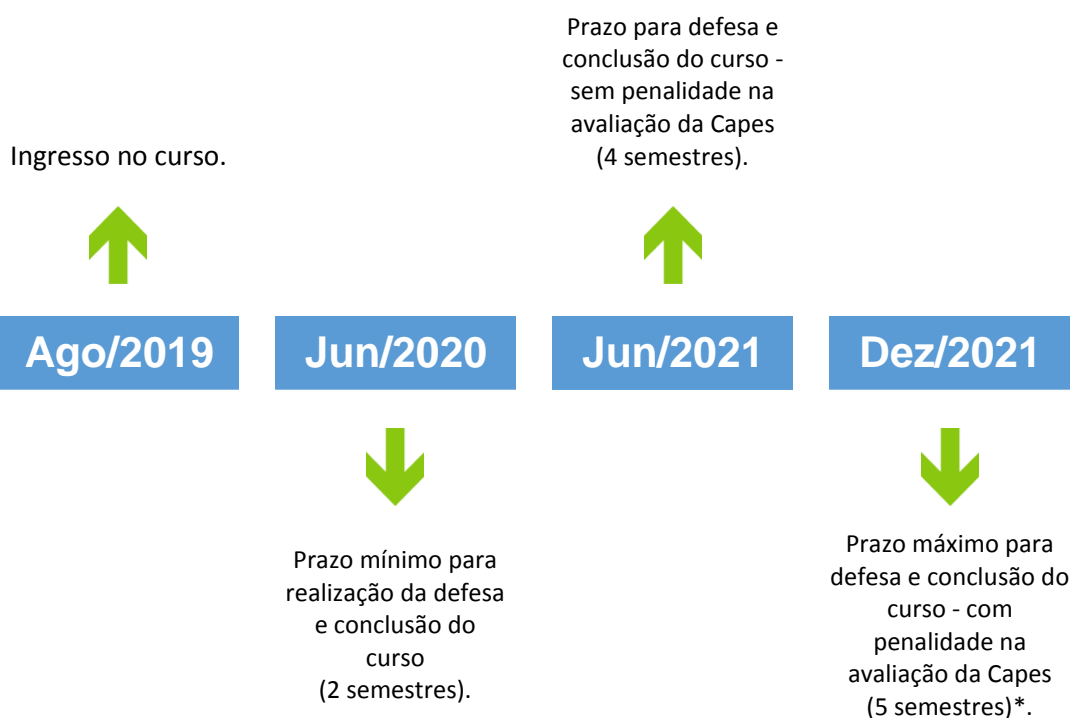 Prazo para defesa e
conclusão do curso -
sem penalidade na
avaliação da Capes
(4 semestres).
Ingresso no curso.
Ago/2019
Jun/2020
Jun/2021
Dez/2021
Prazo mínimo para
realização da defesa
e conclusão do
curso
(2 semestres).
Prazo máximo para
defesa e conclusão do
curso - com
penalidade na
avaliação da Capes
(5 semestres)*.